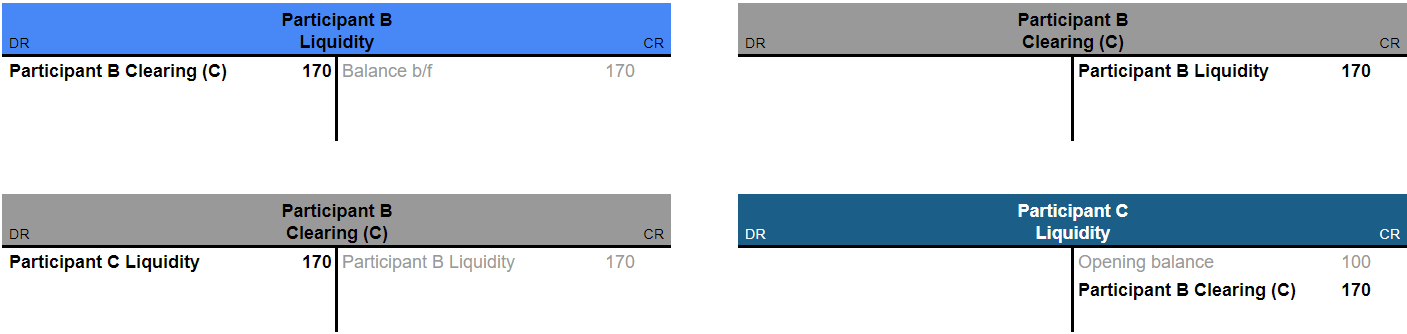 Participant B
Liquidity
DR
CR
Participant B Clearing (C) 170
Balance b/f 170
Participant B
Clearing (C)
DR
CR
Participant B Liquidity 170
Participant B
Clearing (C)
DR
CR
Participant C Liquidity 170
Participant B Liquidity 170
Participant C
Liquidity
DR
CR
Opening balance 100
Participant B Clearing (C) 170